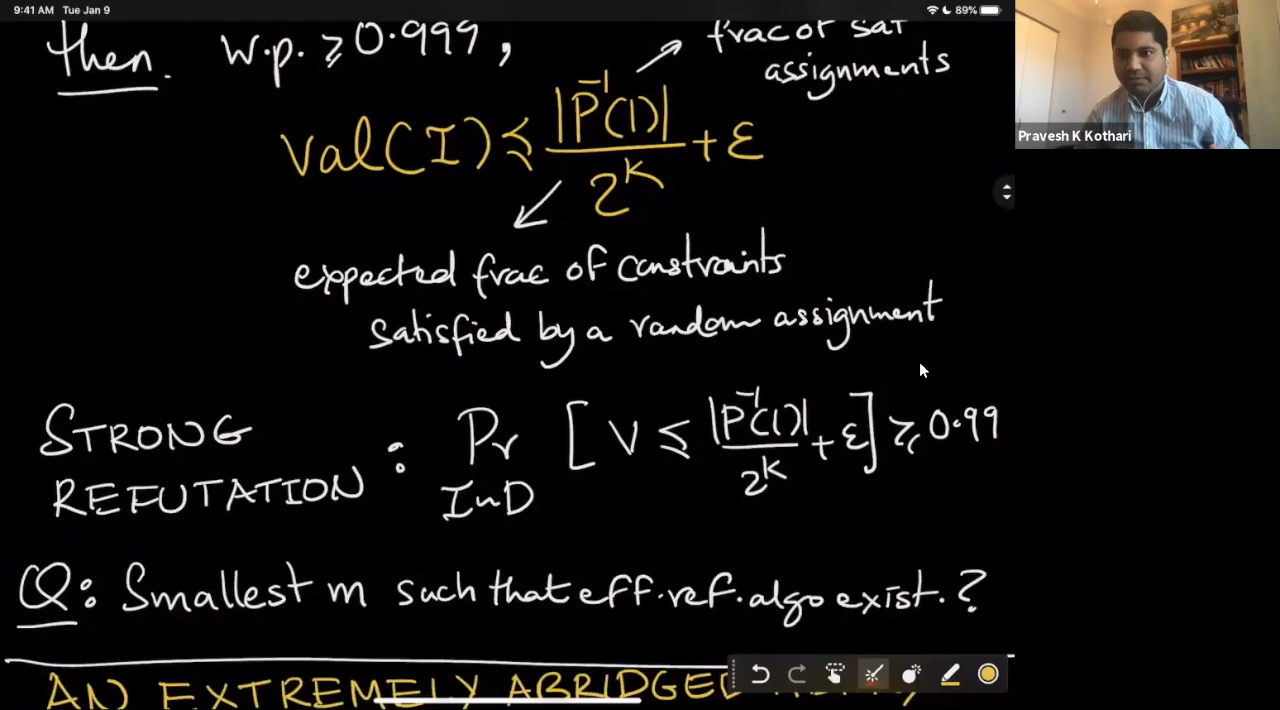 9:41 AM Tue Jan 9
89%
then. w.p. ⩾ 0.999,
frac of sat
assignments
Val(I) ⩽ |P⁻¹(1)| / 2^k + ε
expected frac of constraints
satisfied by a random assignment
STRONG REFUTATION : Pr_{I~D} [V ⩽ |P⁻¹(1)| / 2^k + ε] ⩾ 0.99
Q: Smallest m such that eff. ref. algo exist. ?
AN EXTREMELY ABRIDGED
Pravesh K Kothari